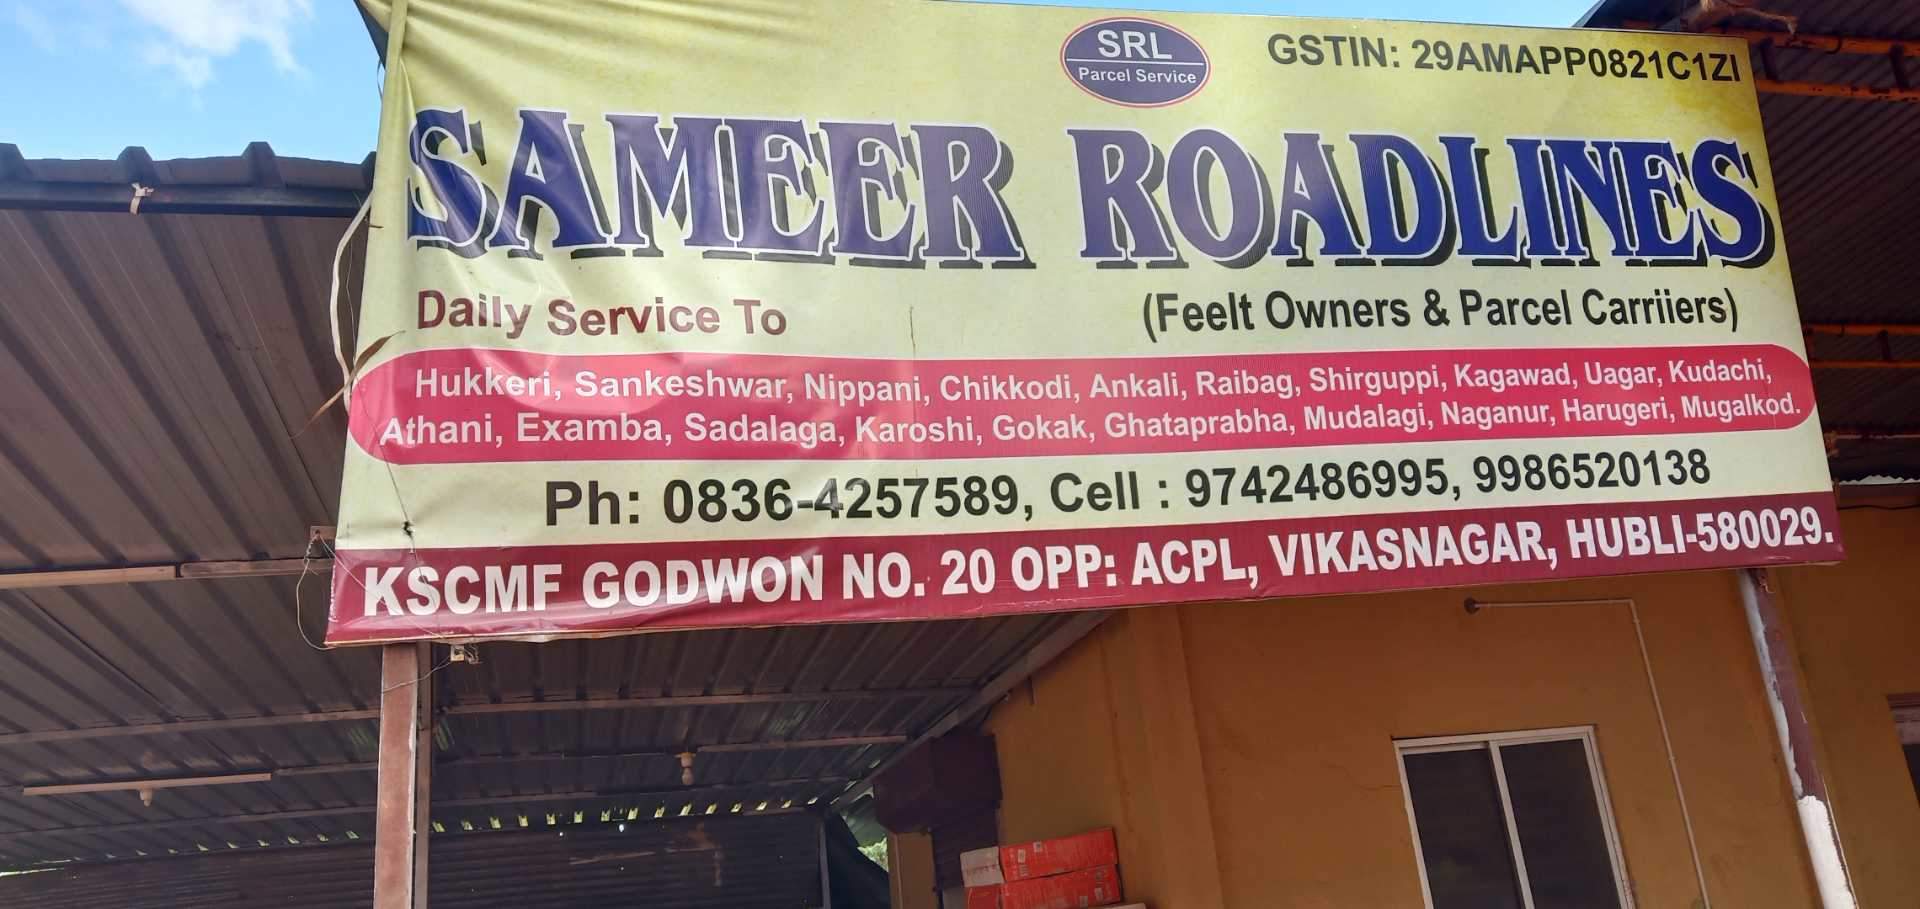 SRL
Parcel Service
GSTIN: 29AMAPP0821C1ZI
SAMEER ROADLINES
Daily Service To
(Feelt Owners & Parcel Carriiers)
Hukkeri, Sankeshwar, Nippani, Chikkodi, Ankali, Raibag, Shirguppi, Kagawad, Uagar, Kudachi,
Athani, Examba, Sadalaga, Karoshi, Gokak, Ghataprabha, Mudalagi, Naganur, Harugeri, Mugalkod.
Ph: 0836-4257589, Cell : 9742486995, 9986520138
KSCMF GODWON NO. 20 OPP: ACPL, VIKASNAGAR, HUBLI-580029.